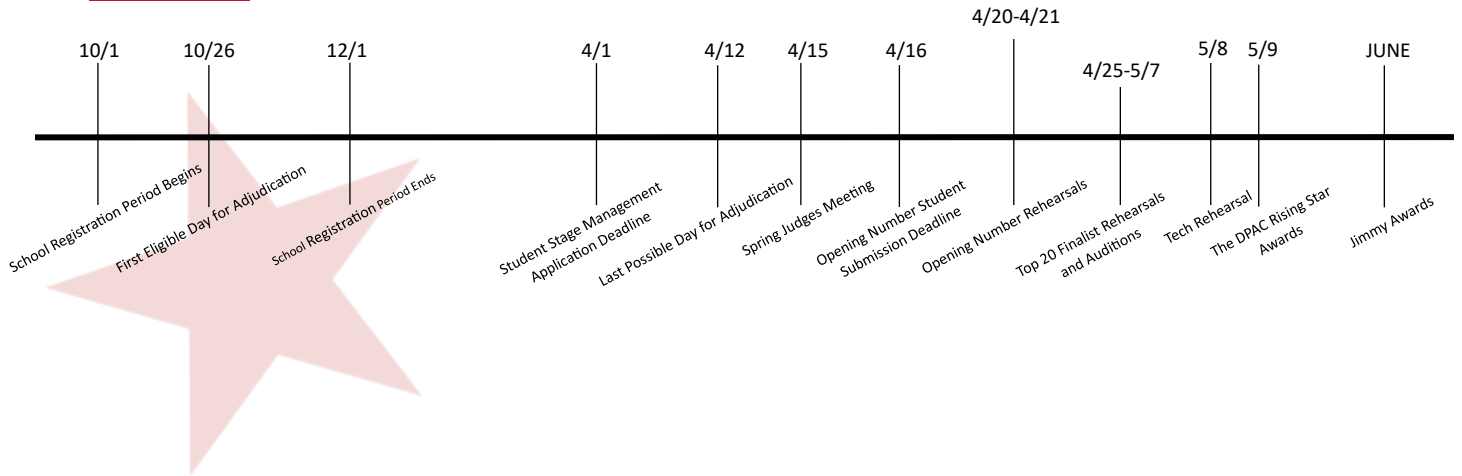 4/20-4/21
10/1
10/26
12/1
4/1
4/12
4/15
4/16
4/25-5/7
5/8
5/9
JUNE
School Registration Period Begins
First Eligible Day for Adjudication
School Registration Period Ends
Student Stage Management
Application Deadline
Last Possible Day for Adjudication
Spring Judges Meeting
Opening Number Student
Submission Deadline
Opening Number Rehearsals
Top 20 Finalist Rehearsals
and Auditions
Tech Rehearsal
The DPAC Rising Star
Awards
Jimmy Awards